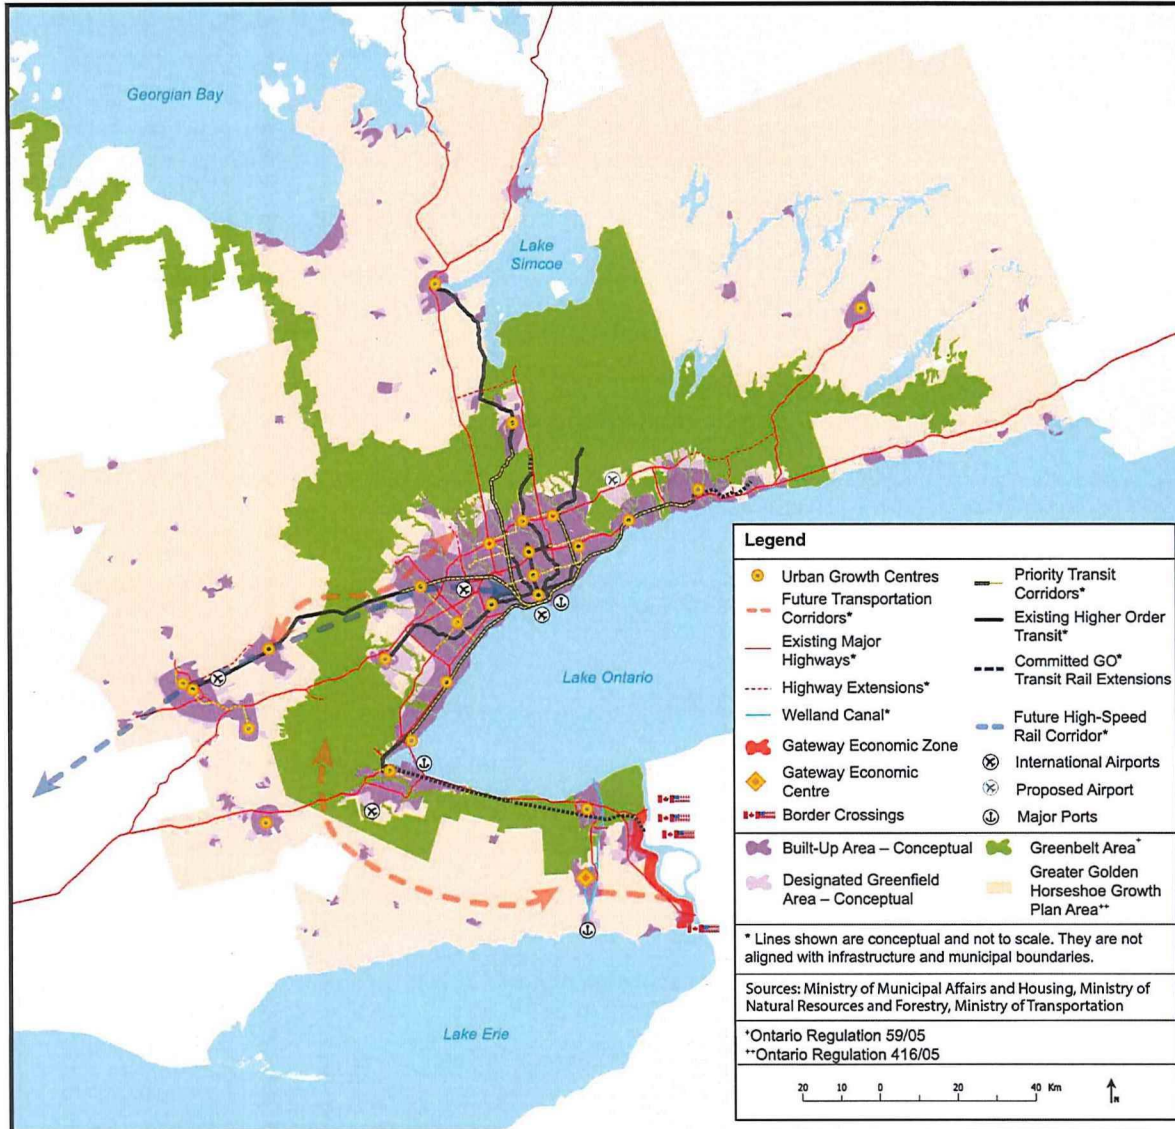 Georgian Bay
Lake
Simcoe
Lake Ontario
Lake Erie
Legend
Urban Growth Centres
Future Transportation
Corridors*
Existing Major
Highways*
Highway Extensions*
Welland Canal*
Gateway Economic Zone
Gateway Economic
Centre
Border Crossings
Priority Transit
Corridors*
Existing Higher Order
Transit*
Committed GO*
Transit Rail Extensions
Future High-Speed
Rail Corridor*
International Airports
Proposed Airport
Major Ports
Built-Up Area – Conceptual
Designated Greenfield
Area – Conceptual
Greenbelt Area+
Greater Golden
Horseshoe Growth
Plan Area++
* Lines shown are conceptual and not to scale. They are not
aligned with infrastructure and municipal boundaries.
Sources: Ministry of Municipal Affairs and Housing, Ministry of
Natural Resources and Forestry, Ministry of Transportation
+Ontario Regulation 59/05
++Ontario Regulation 416/05
20 10 0 20 40 Km
N